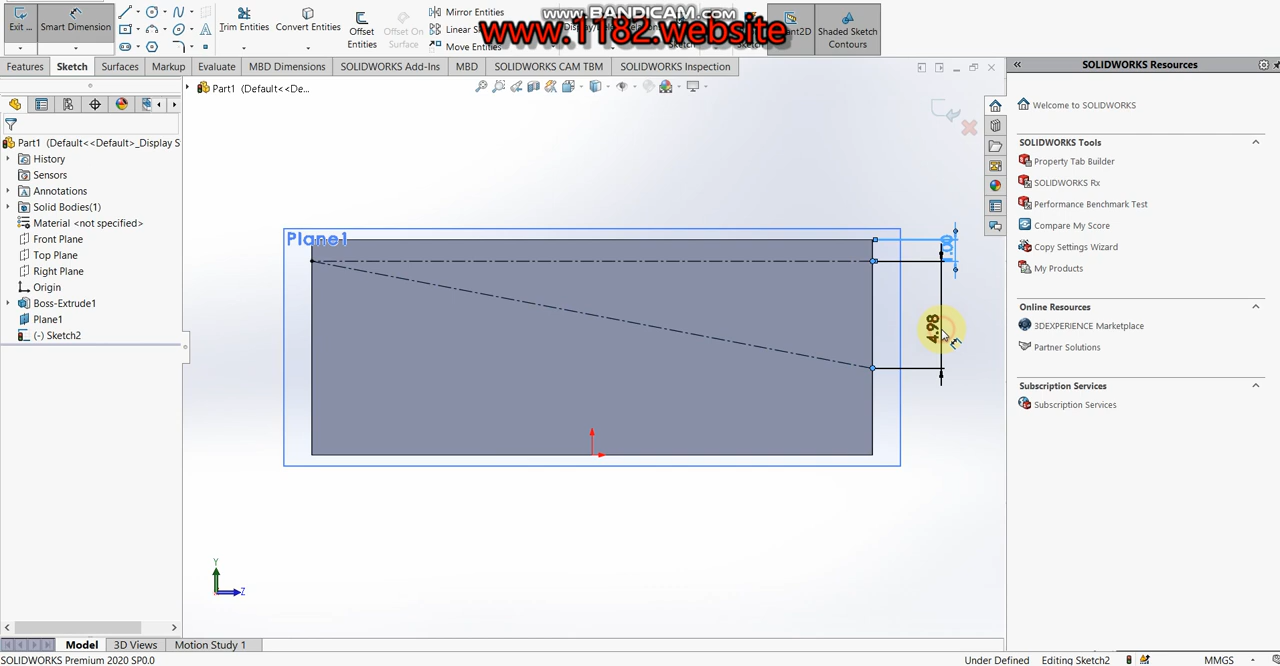 www.BANDICAM.com
www.1182.website
Exit ...
Smart Dimension
Trim Entities
Convert Entities
Offset Entities
Offset On Surface
Mirror Entities
Linear Sk
Move Entities
Shaded Sketch Contours
Features
Sketch
Surfaces
Markup
Evaluate
MBD Dimensions
SOLIDWORKS Add-Ins
MBD
SOLIDWORKS CAM TBM
SOLIDWORKS Inspection
Part1 (Default<<De...
Part1 (Default<<Default>_Display S
History
Sensors
Annotations
Solid Bodies(1)
Material <not specified>
Front Plane
Top Plane
Right Plane
Origin
Boss-Extrude1
Plane1
(-) Sketch2
Plane1
4.98
Y
Z
SOLIDWORKS Resources
Welcome to SOLIDWORKS
SOLIDWORKS Tools
Property Tab Builder
SOLIDWORKS Rx
Performance Benchmark Test
Compare My Score
Copy Settings Wizard
My Products
Online Resources
3DEXPERIENCE Marketplace
Partner Solutions
Subscription Services
Subscription Services
Model
3D Views
Motion Study 1
SOLIDWORKS Premium 2020 SP0.0
Under Defined
Editing Sketch2
MMGS